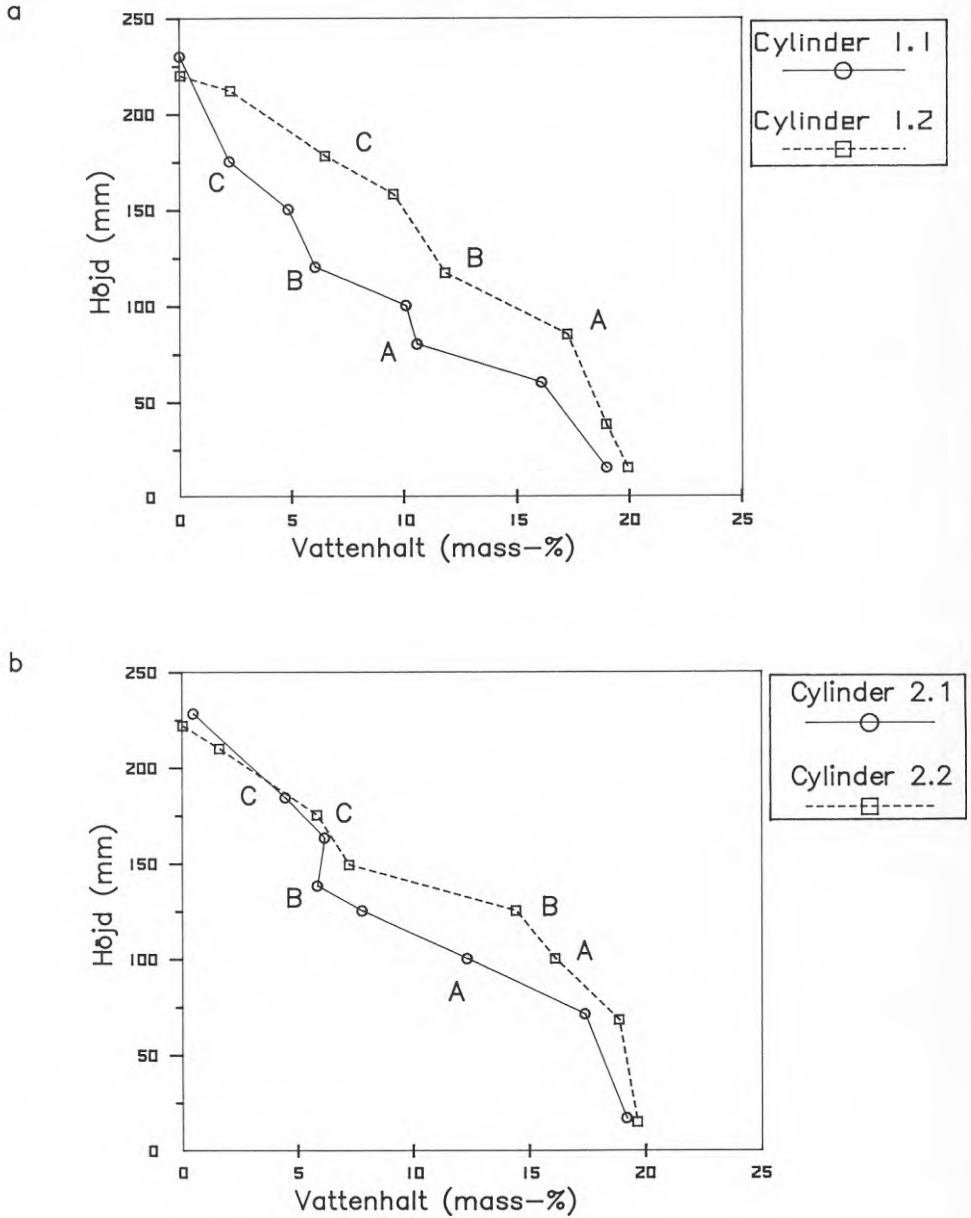 a
250
200
150
100
50
0
Höjd (mm)
0 5 10 15 20 25
Vattenhalt (mass-%)
C
C
B
B
A
A
Cylinder 1.1
Cylinder 1.2
b
250
200
150
100
50
0
Höjd (mm)
0 5 10 15 20 25
Vattenhalt (mass-%)
C
C
B
B
A
A
Cylinder 2.1
Cylinder 2.2